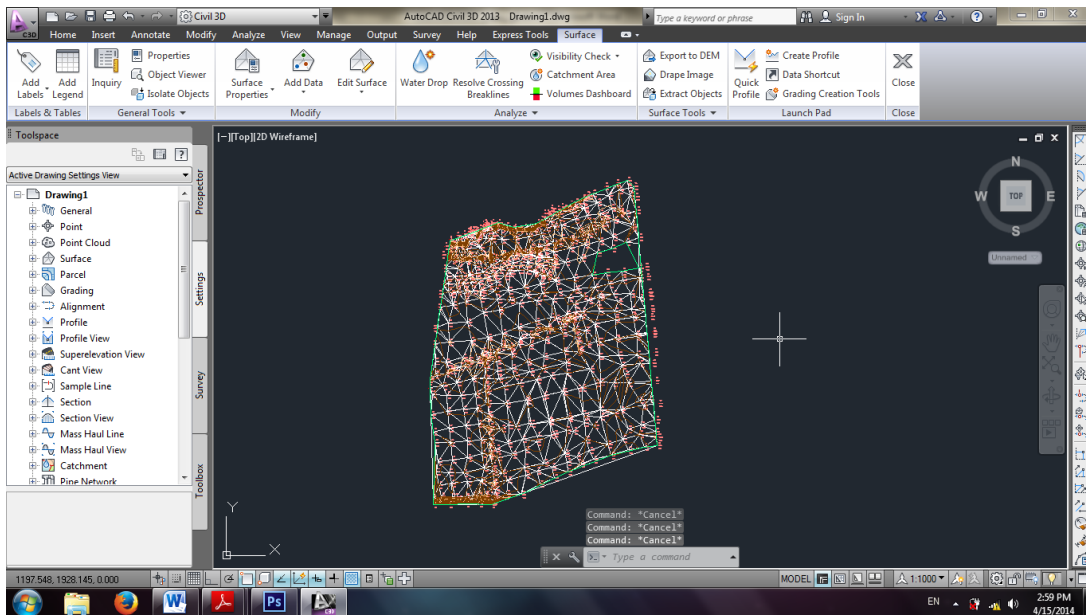 Civil 3D
AutoCAD Civil 3D 2013 Drawing1.dwg
Type a keyword or phrase
Sign In
C3D
Home Insert Annotate Modify Analyze View Manage Output Survey Help Express Tools Surface
Add Labels
Add Legend
Labels & Tables
Inquiry
Properties
Object Viewer
Isolate Objects
General Tools
Surface Properties
Add Data
Edit Surface
Modify
Water Drop
Resolve Crossing Breaklines
Visibility Check
Catchment Area
Volumes Dashboard
Analyze
Export to DEM
Drape Image
Extract Objects
Surface Tools
Quick Profile
Create Profile
Data Shortcut
Grading Creation Tools
Launch Pad
Close
Close
Toolspace
Active Drawing Settings View
Drawing1
General
Point
Point Cloud
Surface
Parcel
Grading
Alignment
Profile
Profile View
Superelevation View
Cant View
Sample Line
Section
Section View
Mass Haul Line
Mass Haul View
Catchment
Pine Network
Prospector
Settings
Survey
Toolbox
[−][Top][2D Wireframe]
N
W TOP E
S
Unnamed
Y
X
Command: *Cancel*
Command: *Cancel*
Command: *Cancel*
Type a command
1197.548, 1928.145, 0.000
MODEL
1:1000
W
Ps
C3D
EN
2:59 PM
4/15/2014